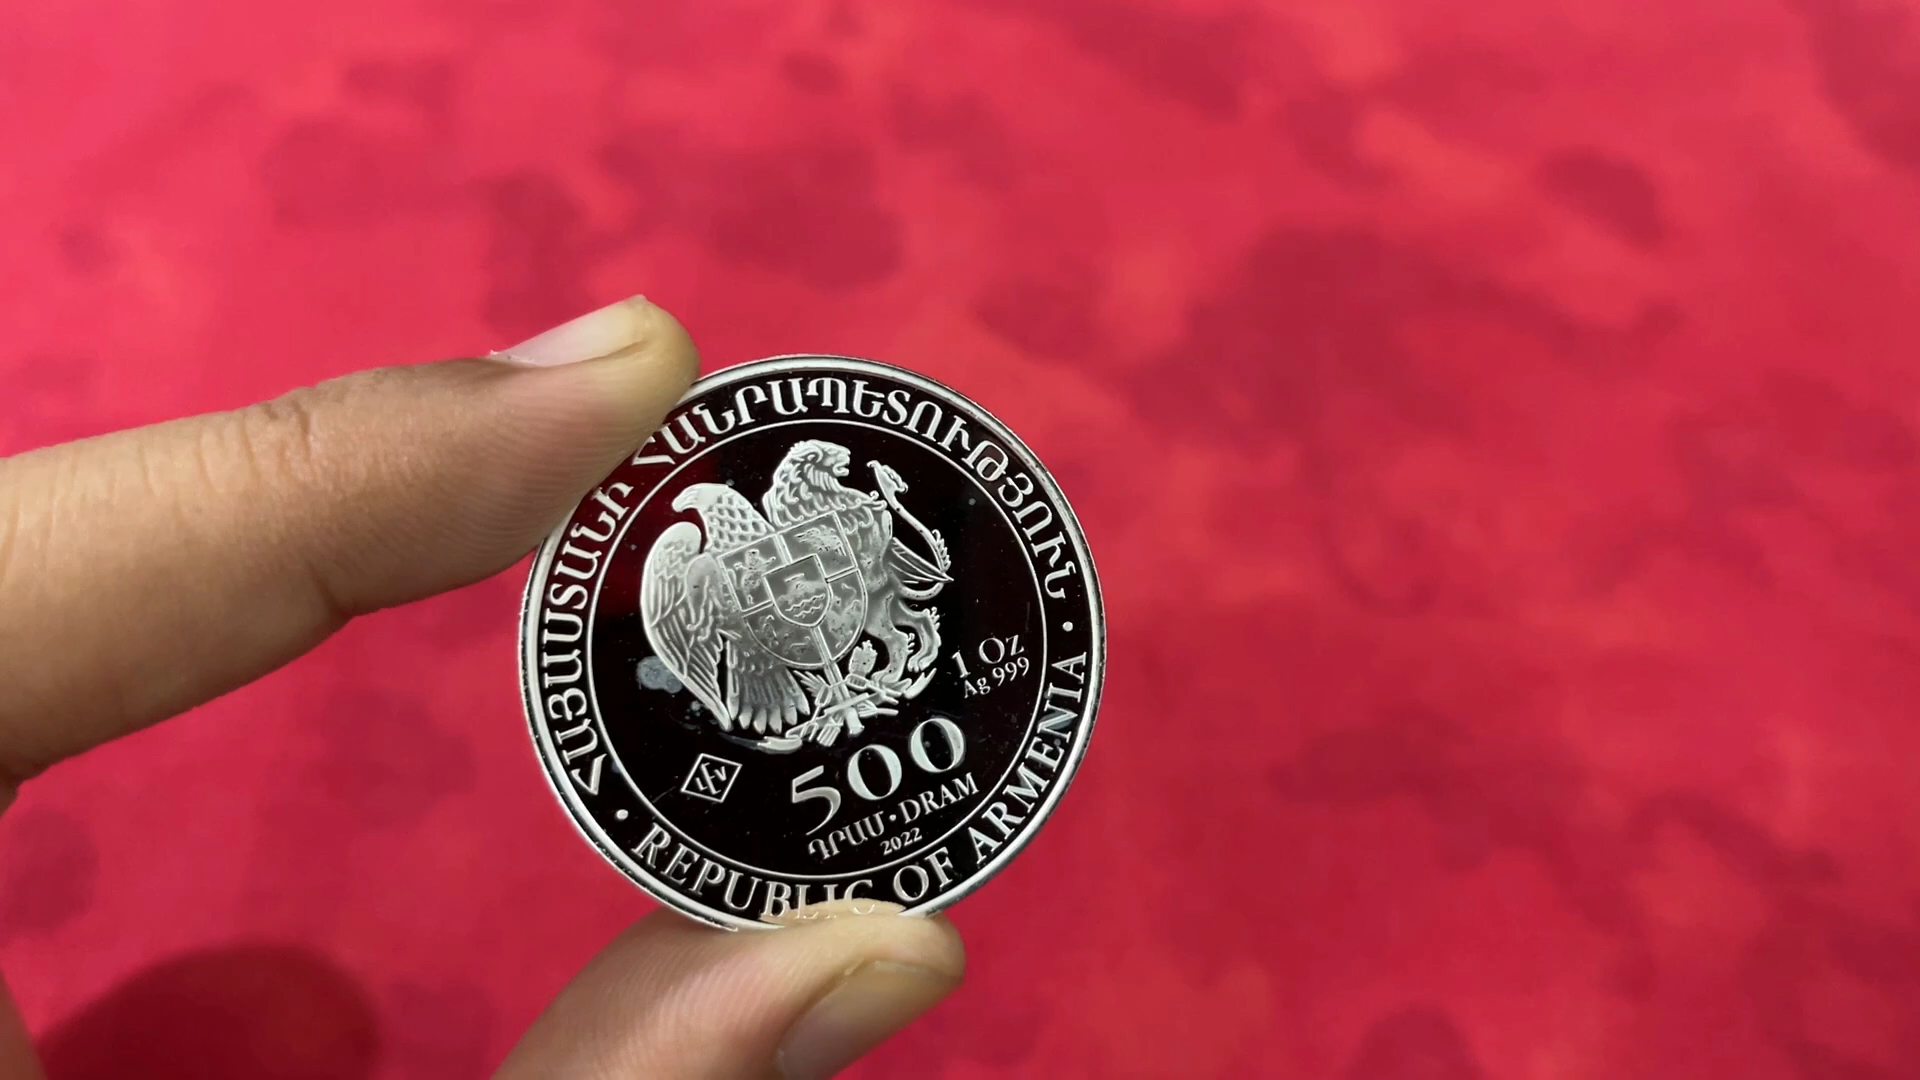 ՀԱՅԱՍՏԱՆԻ ՀԱՆՐԱՊԵՏՈՒԹՅՈՒՆ
1 Oz
Ag 999
500
ԴՐԱՄ • DRAM
2022
• REPUBLIC OF ARMENIA •